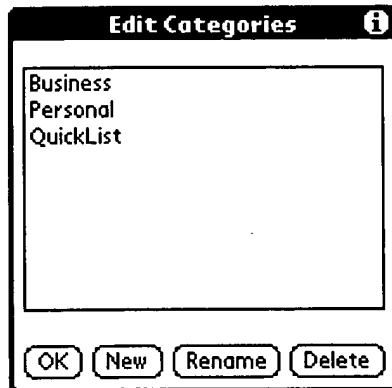 Edit Categories i
Business
Personal
QuickList
OK New Rename Delete